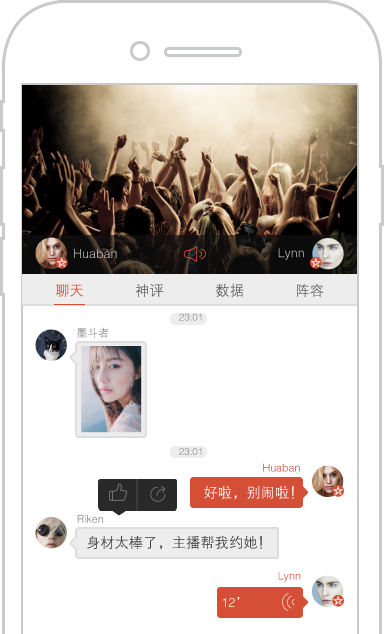 Huaban
Lynn
聊天
神评
数据
阵容
23:01
墨斗者
23:01
Huaban
好啦，别闹啦！
Riken
身材太棒了，主播帮我约她！
Lynn
12’